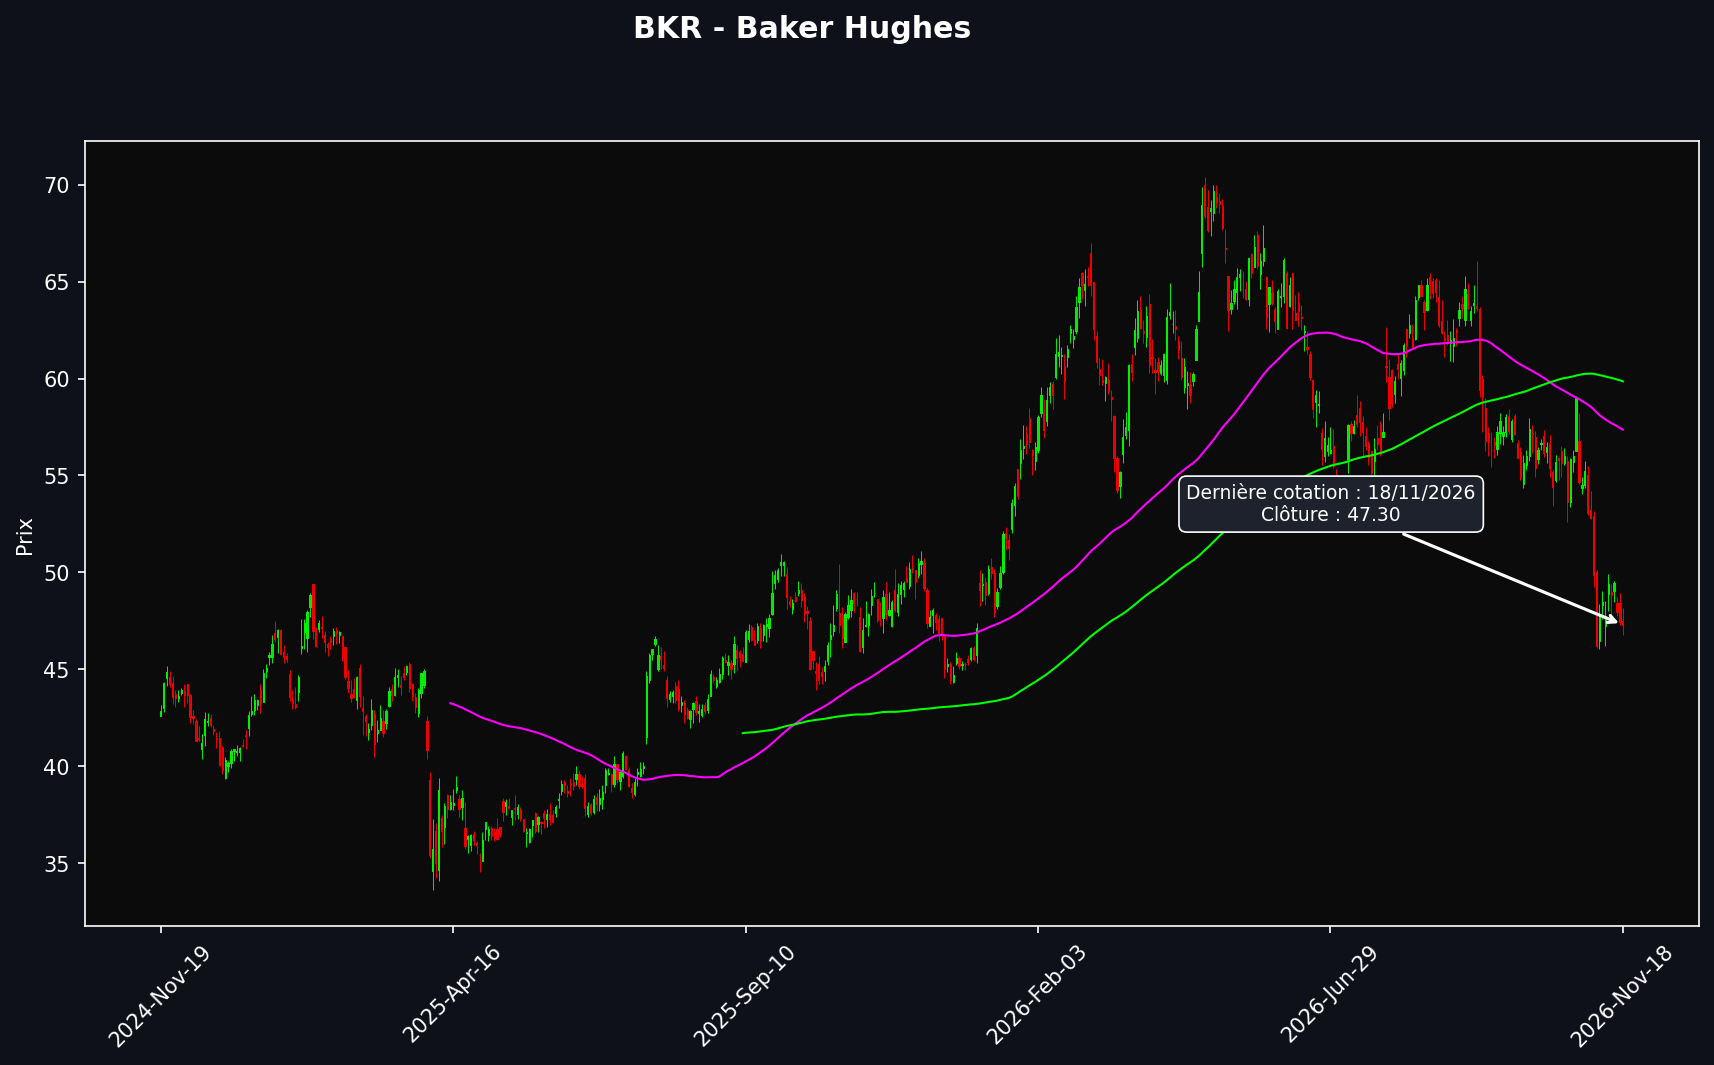 BKR - Baker Hughes
Prix
70
65
60
55
50
45
40
35
Dernière cotation : 18/11/2026
Clôture : 47.30
2024-Nov-19
2025-Apr-16
2025-Sep-10
2026-Feb-03
2026-Jun-29
2026-Nov-18